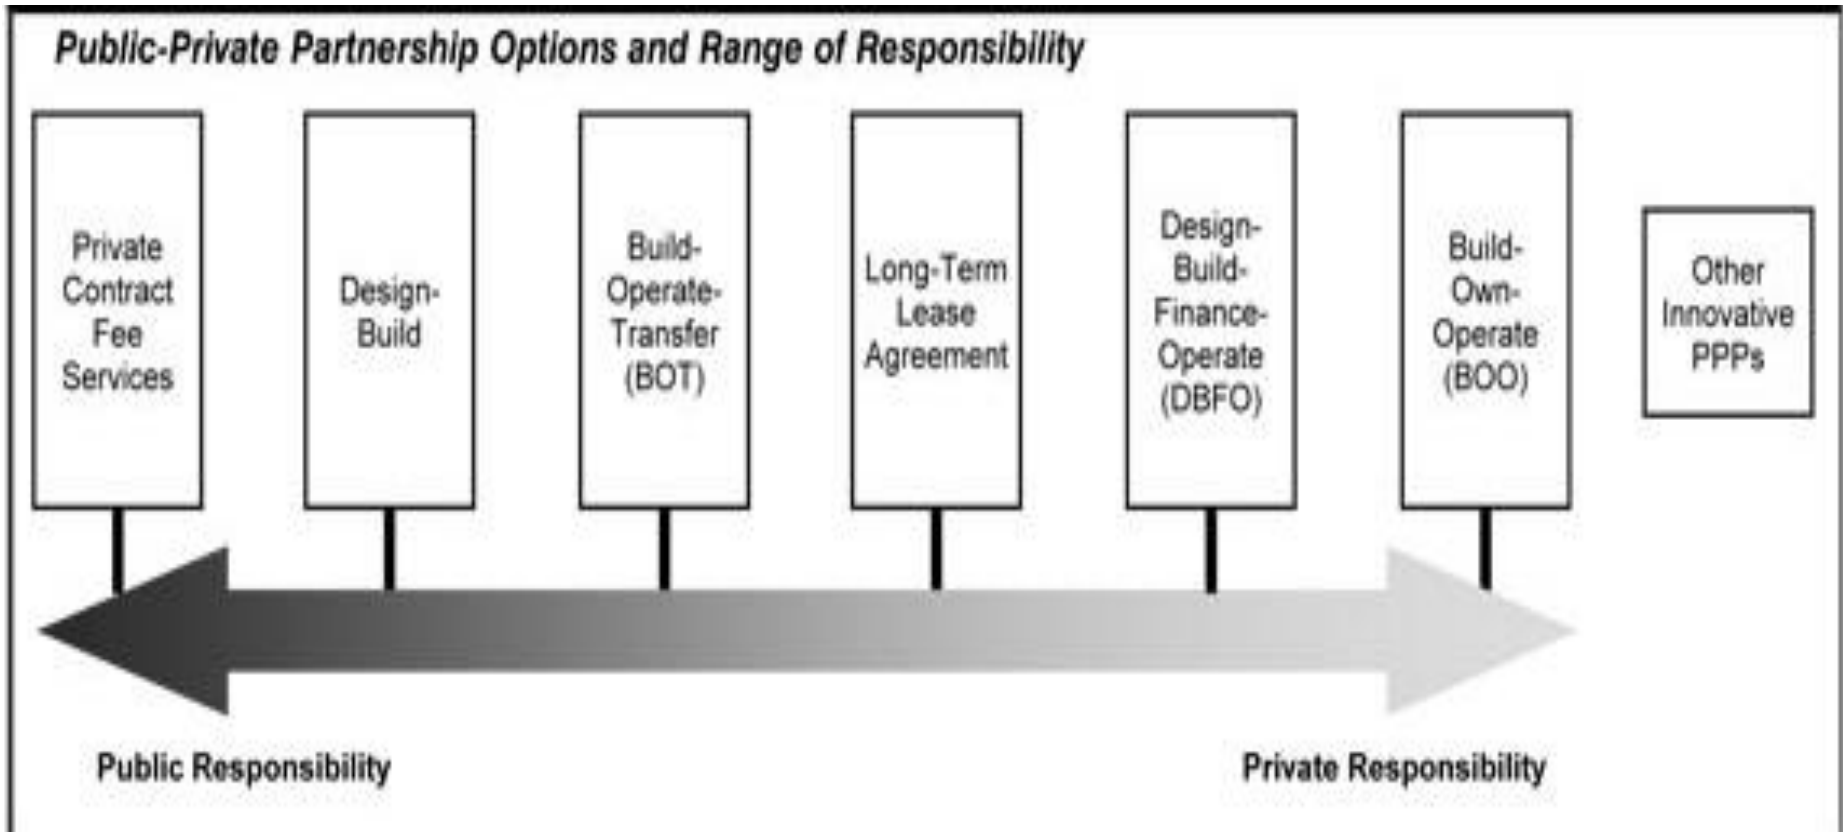 Public-Private Partnership Options and Range of Responsibility
Private
Contract
Fee
Services
Design-
Build
Build-
Operate-
Transfer
(BOT)
Long-Term
Lease
Agreement
Design-
Build-
Finance-
Operate
(DBFO)
Build-
Own-
Operate
(BOO)
Other
Innovative
PPPs
Public Responsibility
Private Responsibility